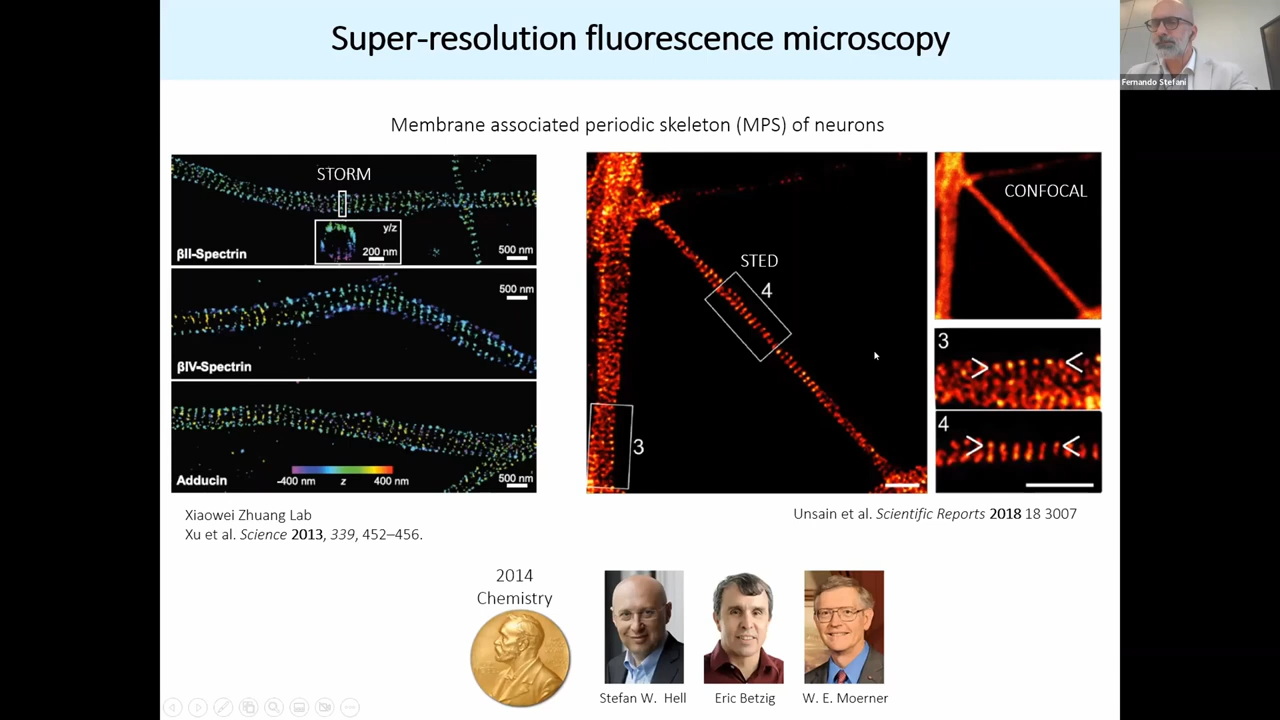 Super-resolution fluorescence microscopy
Fernando Stefani
Membrane associated periodic skeleton (MPS) of neurons
STORM
y/z
200 nm
βII-Spectrin
500 nm
500 nm
βIV-Spectrin
Adducin
-400 nm z 400 nm
500 nm
STED
4
3
CONFOCAL
3
4
Xiaowei Zhuang Lab
Xu et al. Science 2013, 339, 452–456.
Unsain et al. Scientific Reports 2018 18 3007
2014
Chemistry
Stefan W. Hell
Eric Betzig
W. E. Moerner